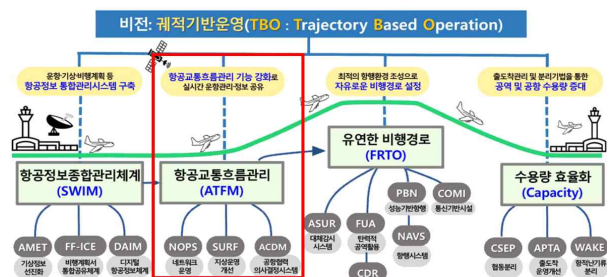 비전: 궤적기반운영(TBO : Trajectory Based Operation)
운항·기상·비행계획 등
항공정보 통합관리시스템 구축
항공교통흐름관리 기능 강화로
실시간 운항관리·정보 공유
최적의 항행환경 조성으로
자유로운 비행경로 설정
출도착관리 및 분리기법을 통한
공역 및 공항 수용량 증대
항공정보종합관리체계
(SWIM)
항공교통흐름관리
(ATFM)
유연한 비행경로
(FRTO)
수용량 효율화
(Capacity)
AMET
기상정보
선진화
FF-ICE
비행계획서
통합공유체계
DAIM
디지털
항공정보체계
NOPS
네트워크
운영
SURF
지상운영
개선
ACDM
공항협력
의사결정시스템
ASUR
대체감시
시스템
FUA
탄력적
공역활용
CDR
PBN
성능기반항행
NAVS
항행시스템
COMI
통신기반시설
CSEP
협동분리
APTA
출도착
운영개선
WAKE
항적난기류
분리